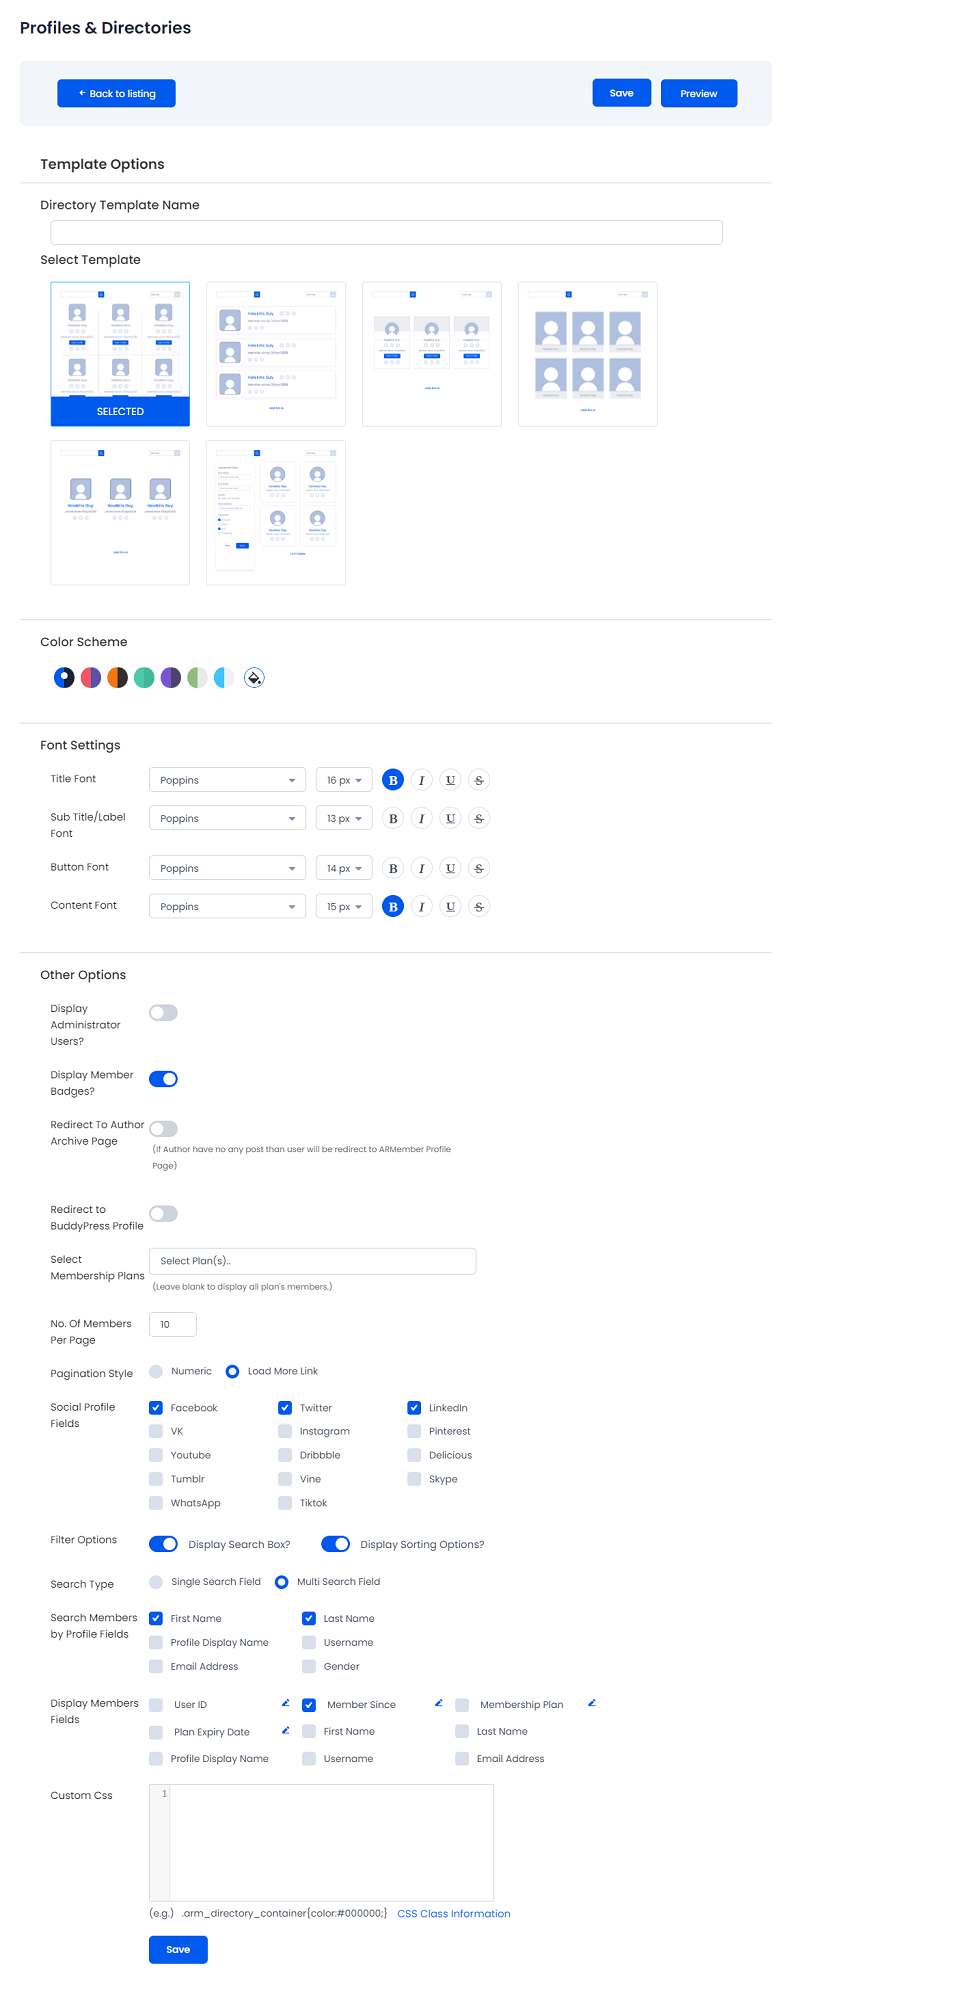 Profiles & Directories
Back to listing
Save
Preview
Template Options
Directory Template Name
Select Template
SELECTED
Color Scheme
Font Settings
Title Font
Poppins
16 px
B I U S
Sub Title/Label
Font
Poppins
13 px
B I U S
Button Font
Poppins
14 px
B I U S
Content Font
Poppins
15 px
B I U S
Other Options
Display
Administrator
Users?
Display Member
Badges?
Redirect To Author
Archive Page
(If Author have no any post than user will be redirect to ARMember Profile
Page)
Redirect to
BuddyPress Profile
Select
Membership Plans
Select Plan(s)..
(Leave blank to display all plan's members.)
No. Of Members
Per Page
10
Pagination Style
Numeric
Load More Link
Social Profile
Fields
Facebook
Twitter
LinkedIn
VK
Instagram
Pinterest
Youtube
Dribbble
Delicious
Tumblr
Vine
Skype
WhatsApp
Tiktok
Filter Options
Display Search Box?
Display Sorting Options?
Search Type
Single Search Field
Multi Search Field
Search Members
by Profile Fields
First Name
Last Name
Profile Display Name
Username
Email Address
Gender
Display Members
Fields
User ID
Member Since
Membership Plan
Plan Expiry Date
First Name
Last Name
Profile Display Name
Username
Email Address
Custom Css
1
(e.g.) .arm_directory_container{color:#000000;} CSS Class Information
Save